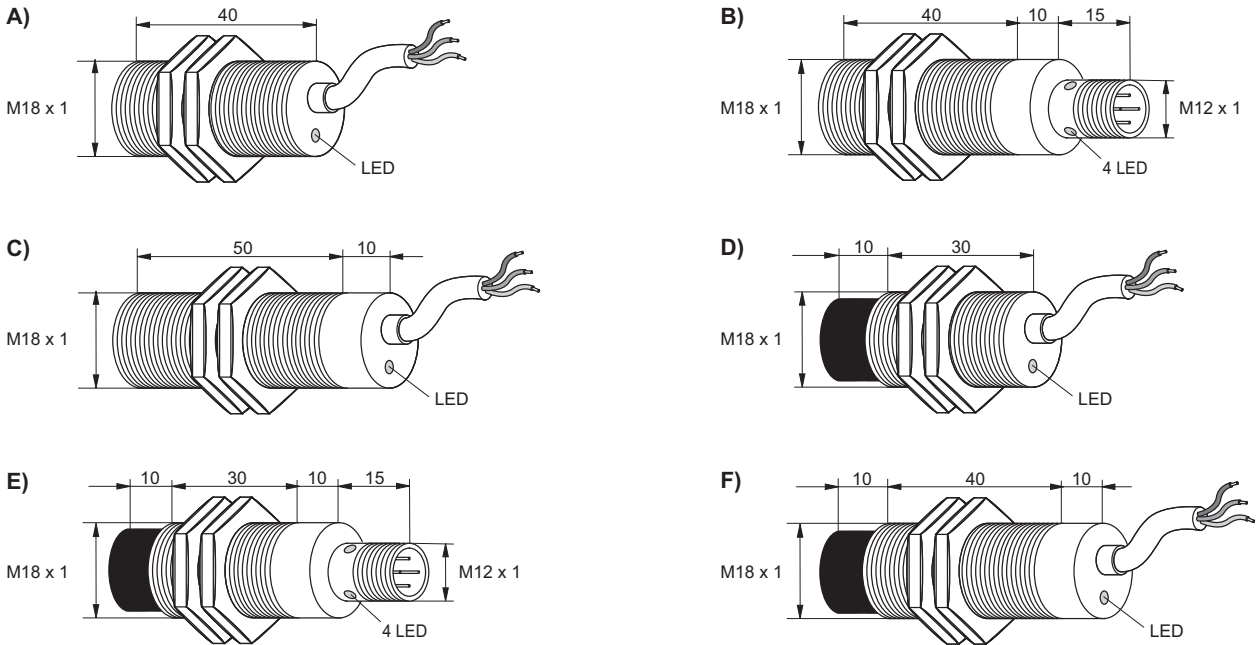 A)
40
M18 x 1
LED
B)
40 10 15
M18 x 1
M12 x 1
4 LED
C)
50 10
M18 x 1
LED
D)
10 30
M18 x 1
LED
E)
10 30 10 15
M18 x 1
M12 x 1
4 LED
F)
10 40 10
M18 x 1
LED